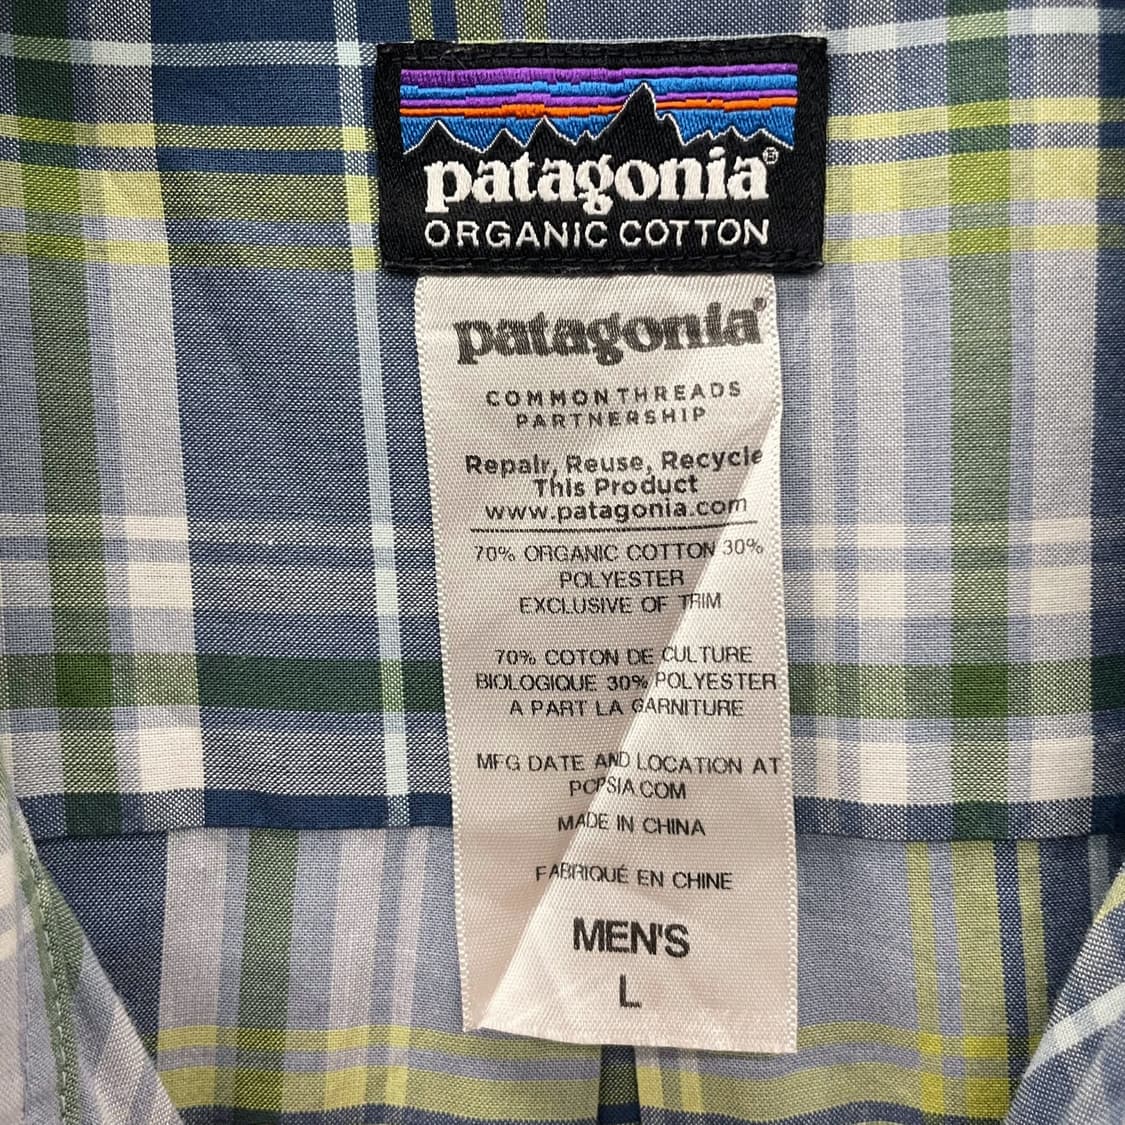 patagonia®
ORGANIC COTTON
patagonia®
COMMON THREADS
PARTNERSHIP
Repair, Reuse, Recycle
This Product
www.patagonia.com
70% ORGANIC COTTON 30%
POLYESTER
EXCLUSIVE OF TRIM
70% COTON DE CULTURE
BIOLOGIQUE 30% POLYESTER
A PART LA GARNITURE
MFG DATE AND LOCATION AT
PCPSIA.COM
MADE IN CHINA
FABRIQUÉ EN CHINE
MEN'S
L